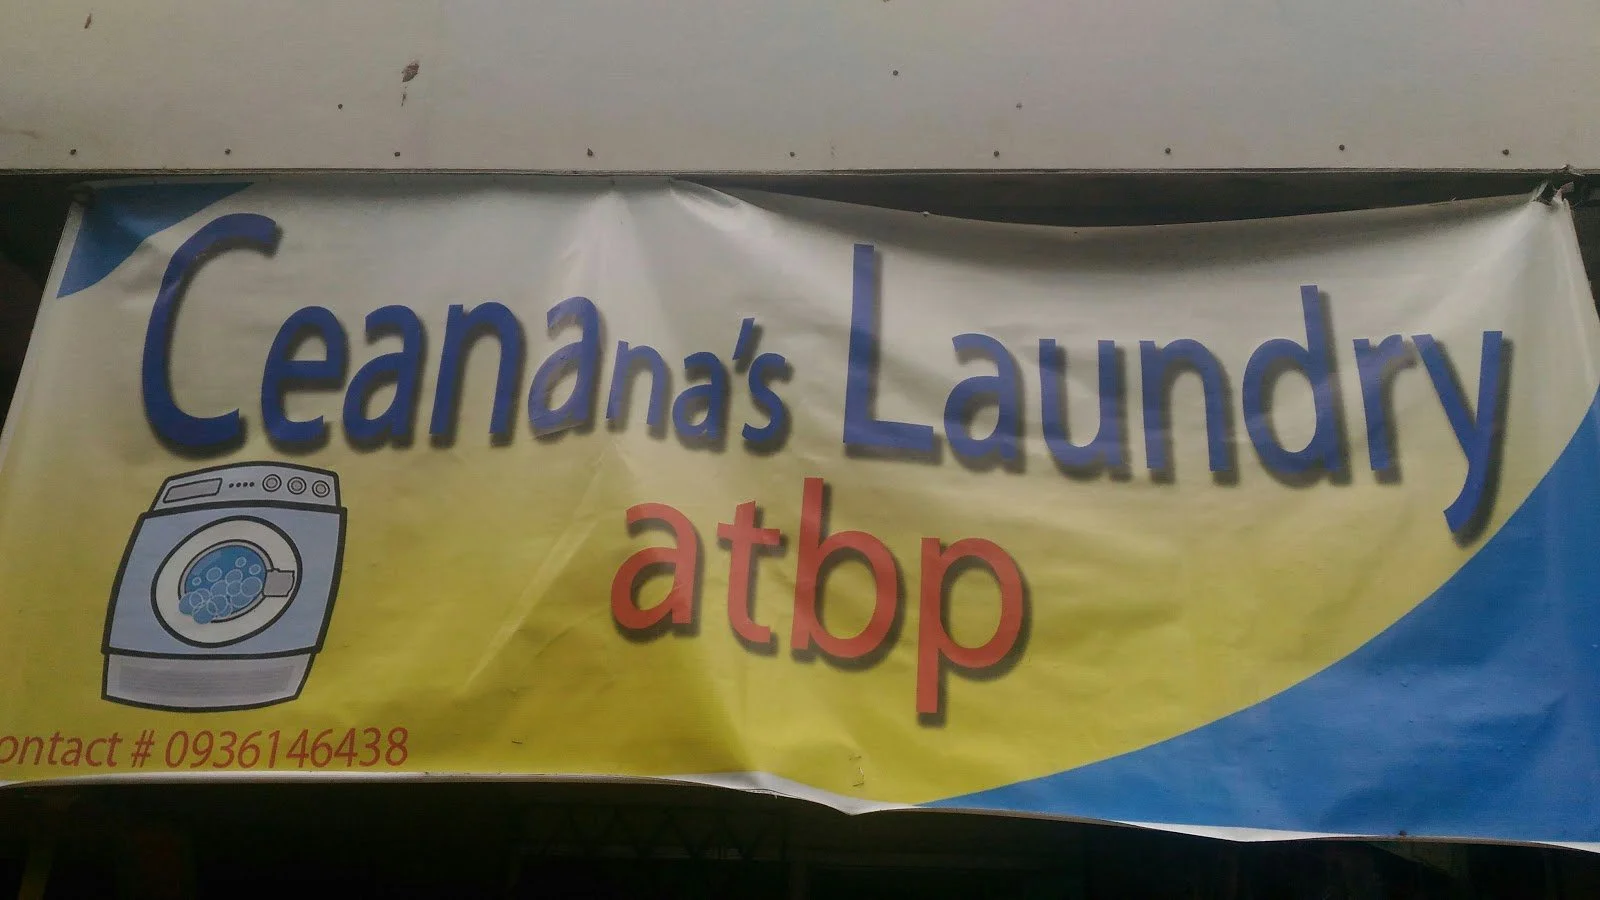 Ceanana's Laundry
atbp
ontact # 0936146438